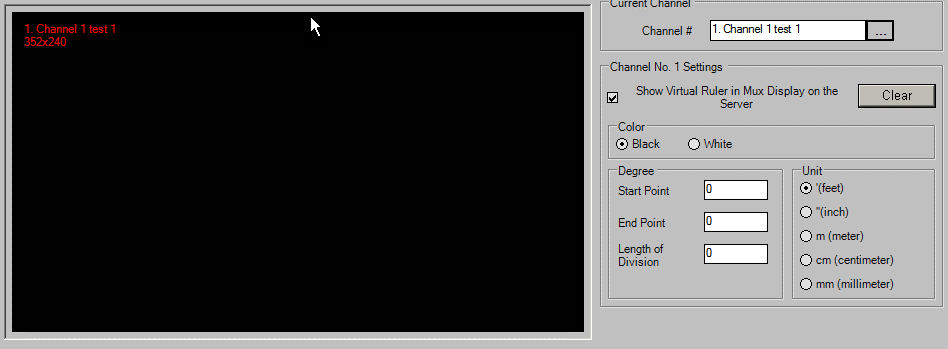 1. Channel 1 test 1
352x240
Current Channel
Channel #
1. Channel 1 test 1
...
Channel No. 1 Settings
Show Virtual Ruler in Mux Display on the
Server
Clear
Color
Black
White
Degree
Start Point
0
End Point
0
Length of
Division
0
Unit
'(feet)
"(inch)
m (meter)
cm (centimeter)
mm (millimeter)